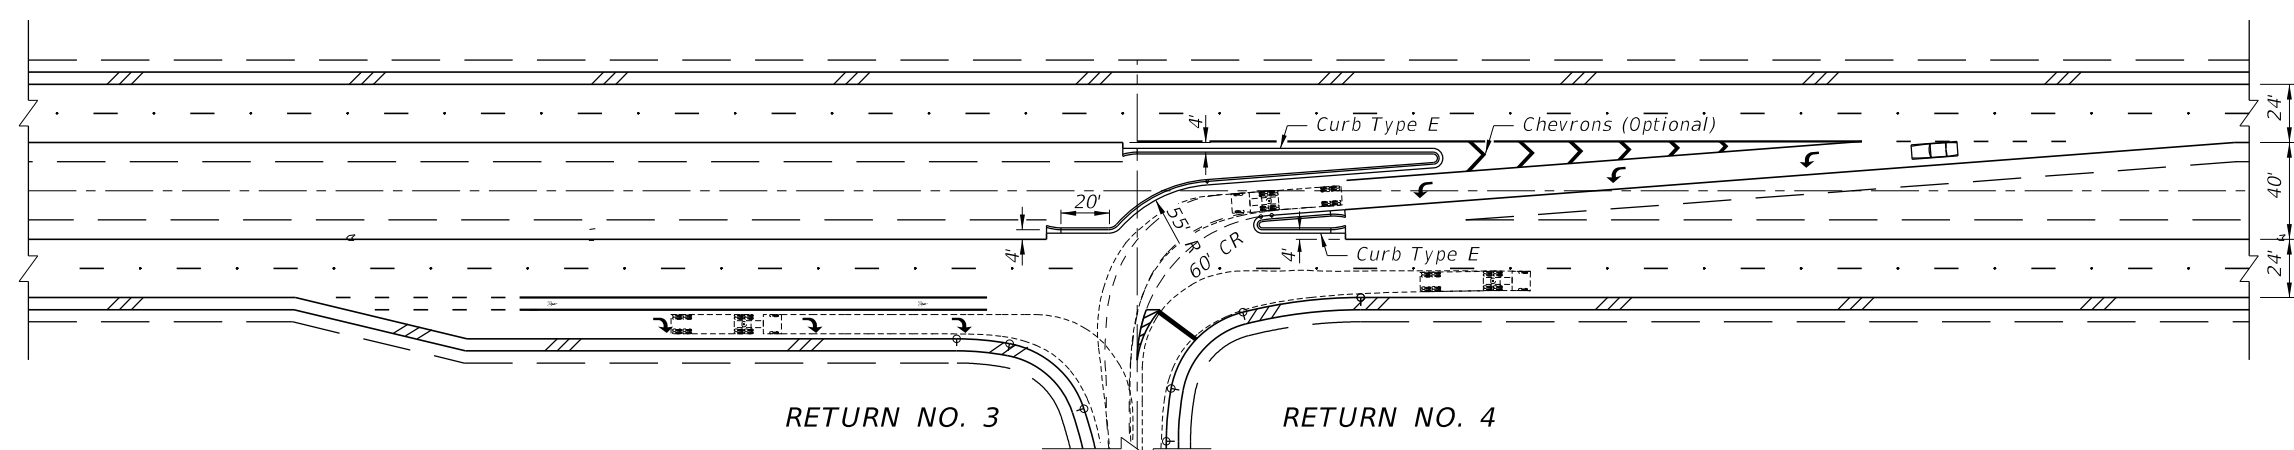 4'
Curb Type E
Chevrons (Optional)
24'
20'
4'
55' R
60' CR
4'
Curb Type E
40'
24'
RETURN NO. 3
RETURN NO. 4